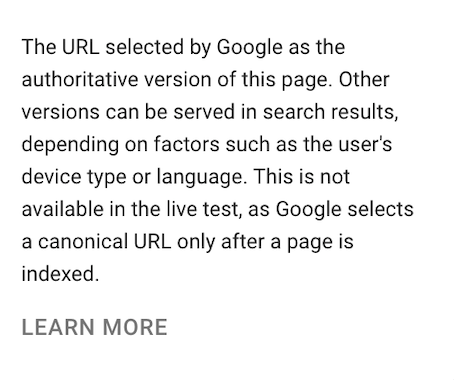 The URL selected by Google as the
authoritative version of this page. Other
versions can be served in search results,
depending on factors such as the user's
device type or language. This is not
available in the live test, as Google selects
a canonical URL only after a page is
indexed.
LEARN MORE